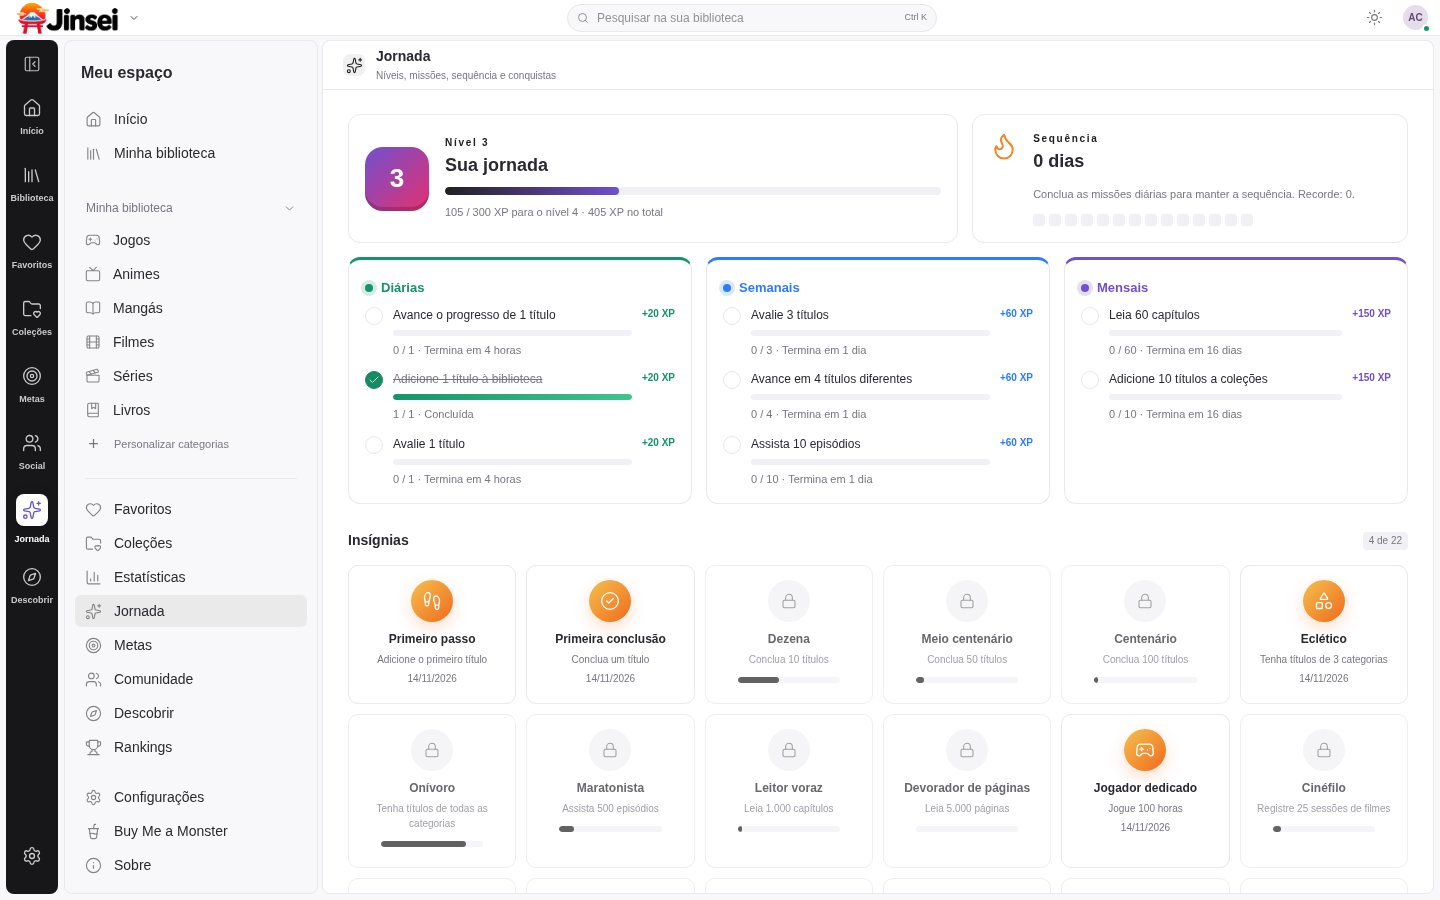 Jinsei
Pesquisar na sua biblioteca
Ctrl K
AC
Início
Biblioteca
Favoritos
Coleções
Metas
Social
Jornada
Descobrir
Meu espaço
Início
Minha biblioteca
Minha biblioteca
Jogos
Animes
Mangás
Filmes
Séries
Livros
Personalizar categorias
Favoritos
Coleções
Estatísticas
Jornada
Metas
Comunidade
Descobrir
Rankings
Configurações
Buy Me a Monster
Sobre
Jornada
Níveis, missões, sequência e conquistas
3
Nível 3
Sua jornada
105 / 300 XP para o nível 4 · 405 XP no total
Sequência
0 dias
Conclua as missões diárias para manter a sequência. Recorde: 0.
Diárias
Avance o progresso de 1 título
+20 XP
0 / 1 · Termina em 4 horas
Adicione 1 título à biblioteca
+20 XP
1 / 1 · Concluída
Avalie 1 título
+20 XP
0 / 1 · Termina em 4 horas
Semanais
Avalie 3 títulos
+60 XP
0 / 3 · Termina em 1 dia
Avance em 4 títulos diferentes
+60 XP
0 / 4 · Termina em 1 dia
Assista 10 episódios
+60 XP
0 / 10 · Termina em 1 dia
Mensais
Leia 60 capítulos
+150 XP
0 / 60 · Termina em 16 dias
Adicione 10 títulos a coleções
+150 XP
0 / 10 · Termina em 16 dias
Insígnias
4 de 22
Primeiro passo
Adicione o primeiro título
14/11/2026
Primeira conclusão
Conclua um título
14/11/2026
Dezena
Conclua 10 títulos
Meio centenário
Conclua 50 títulos
Centenário
Conclua 100 títulos
Eclético
Tenha títulos de 3 categorias
14/11/2026
Onívoro
Tenha títulos de todas as
categorias
Maratonista
Assista 500 episódios
Leitor voraz
Leia 1.000 capítulos
Devorador de páginas
Leia 5.000 páginas
Jogador dedicado
Jogue 100 horas
14/11/2026
Cinéfilo
Registre 25 sessões de filmes